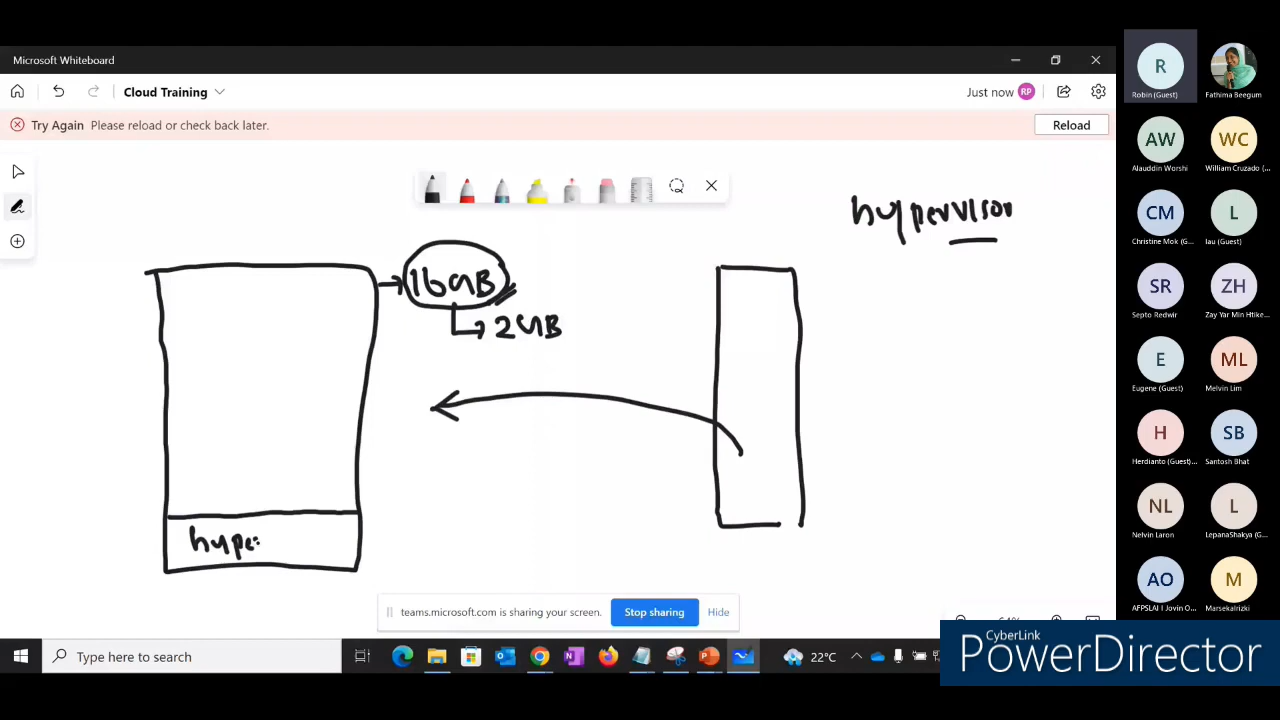 Microsoft Whiteboard
Cloud Training
Just now RP
Try Again Please reload or check back later.
Reload
hypervisor
16GB
2GB
hype
teams.microsoft.com is sharing your screen.
Stop sharing
Hide
Type here to search
22°C
CyberLink
PowerDirector
R
Robin (Guest)
Fathima Beegum
AW
Alauddin Worshi
WC
William Cruzado (...
CM
Christine Mok (G...
L
lau (Guest)
SR
Septo Redwir
ZH
Zay Yar Min Htike...
E
Eugene (Guest)
ML
Melvin Lim
H
Herdianto (Guest)...
SB
Santosh Bhat
NL
Nelvin Laron
L
LepanaShakya (G...
AO
AFPSLAI I Jovin O...
M
Marsekalrizki